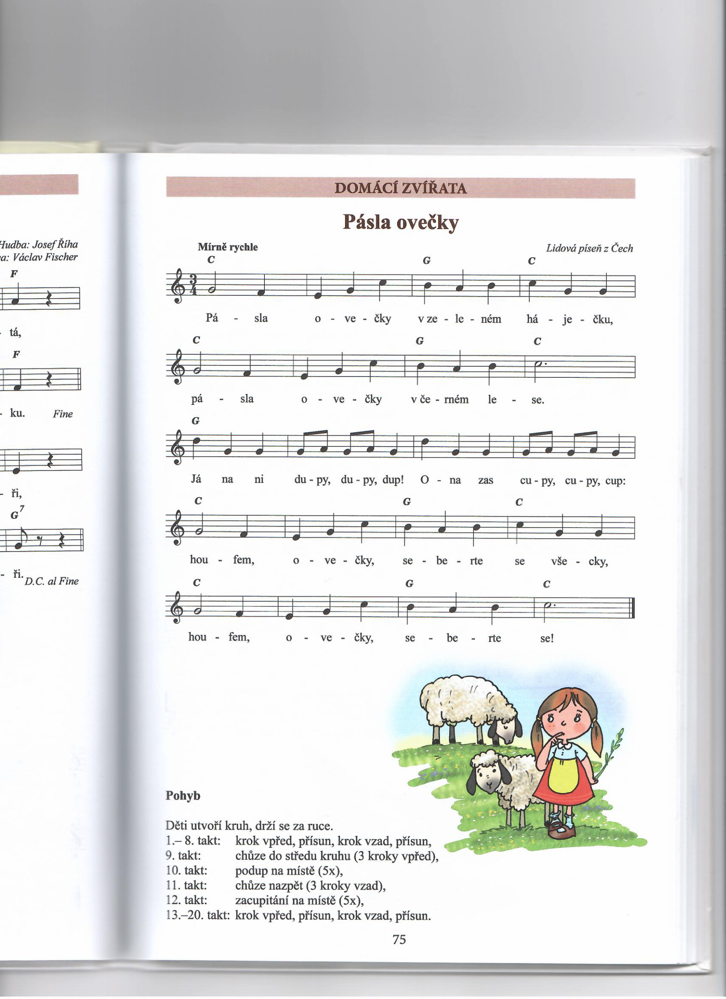 Hudba: Josef Říha
a: Václav Fischer
F
tá,
F
- ku. Fine
- ři,
G7
- ři. D.C. al Fine
DOMÁCÍ ZVÍŘATA
Pásla ovečky
Mírně rychle
Lidová píseň z Čech
C G C
3
4
Pá - sla o - ve - čky v ze - le - ném há - je - čku,
C G C
pá - sla o - ve - čky v če - rném le - se.
G
Já na ni du - py, du - py, dup! O - na zas cu - py, cu - py, cup:
C G C
hou - fem, o - ve - čky, se - be - rte se vše - cky,
C G C
hou - fem, o - ve - čky, se - be - rte se!
Pohyb
Děti utvoří kruh, drží se za ruce.
1.– 8. takt: krok vpřed, přísun, krok vzad, přísun,
9. takt: chůze do středu kruhu (3 kroky vpřed),
10. takt: podup na místě (5x),
11. takt: chůze nazpět (3 kroky vzad),
12. takt: zacupitání na místě (5x),
13.–20. takt: krok vpřed, přísun, krok vzad, přísun.
75